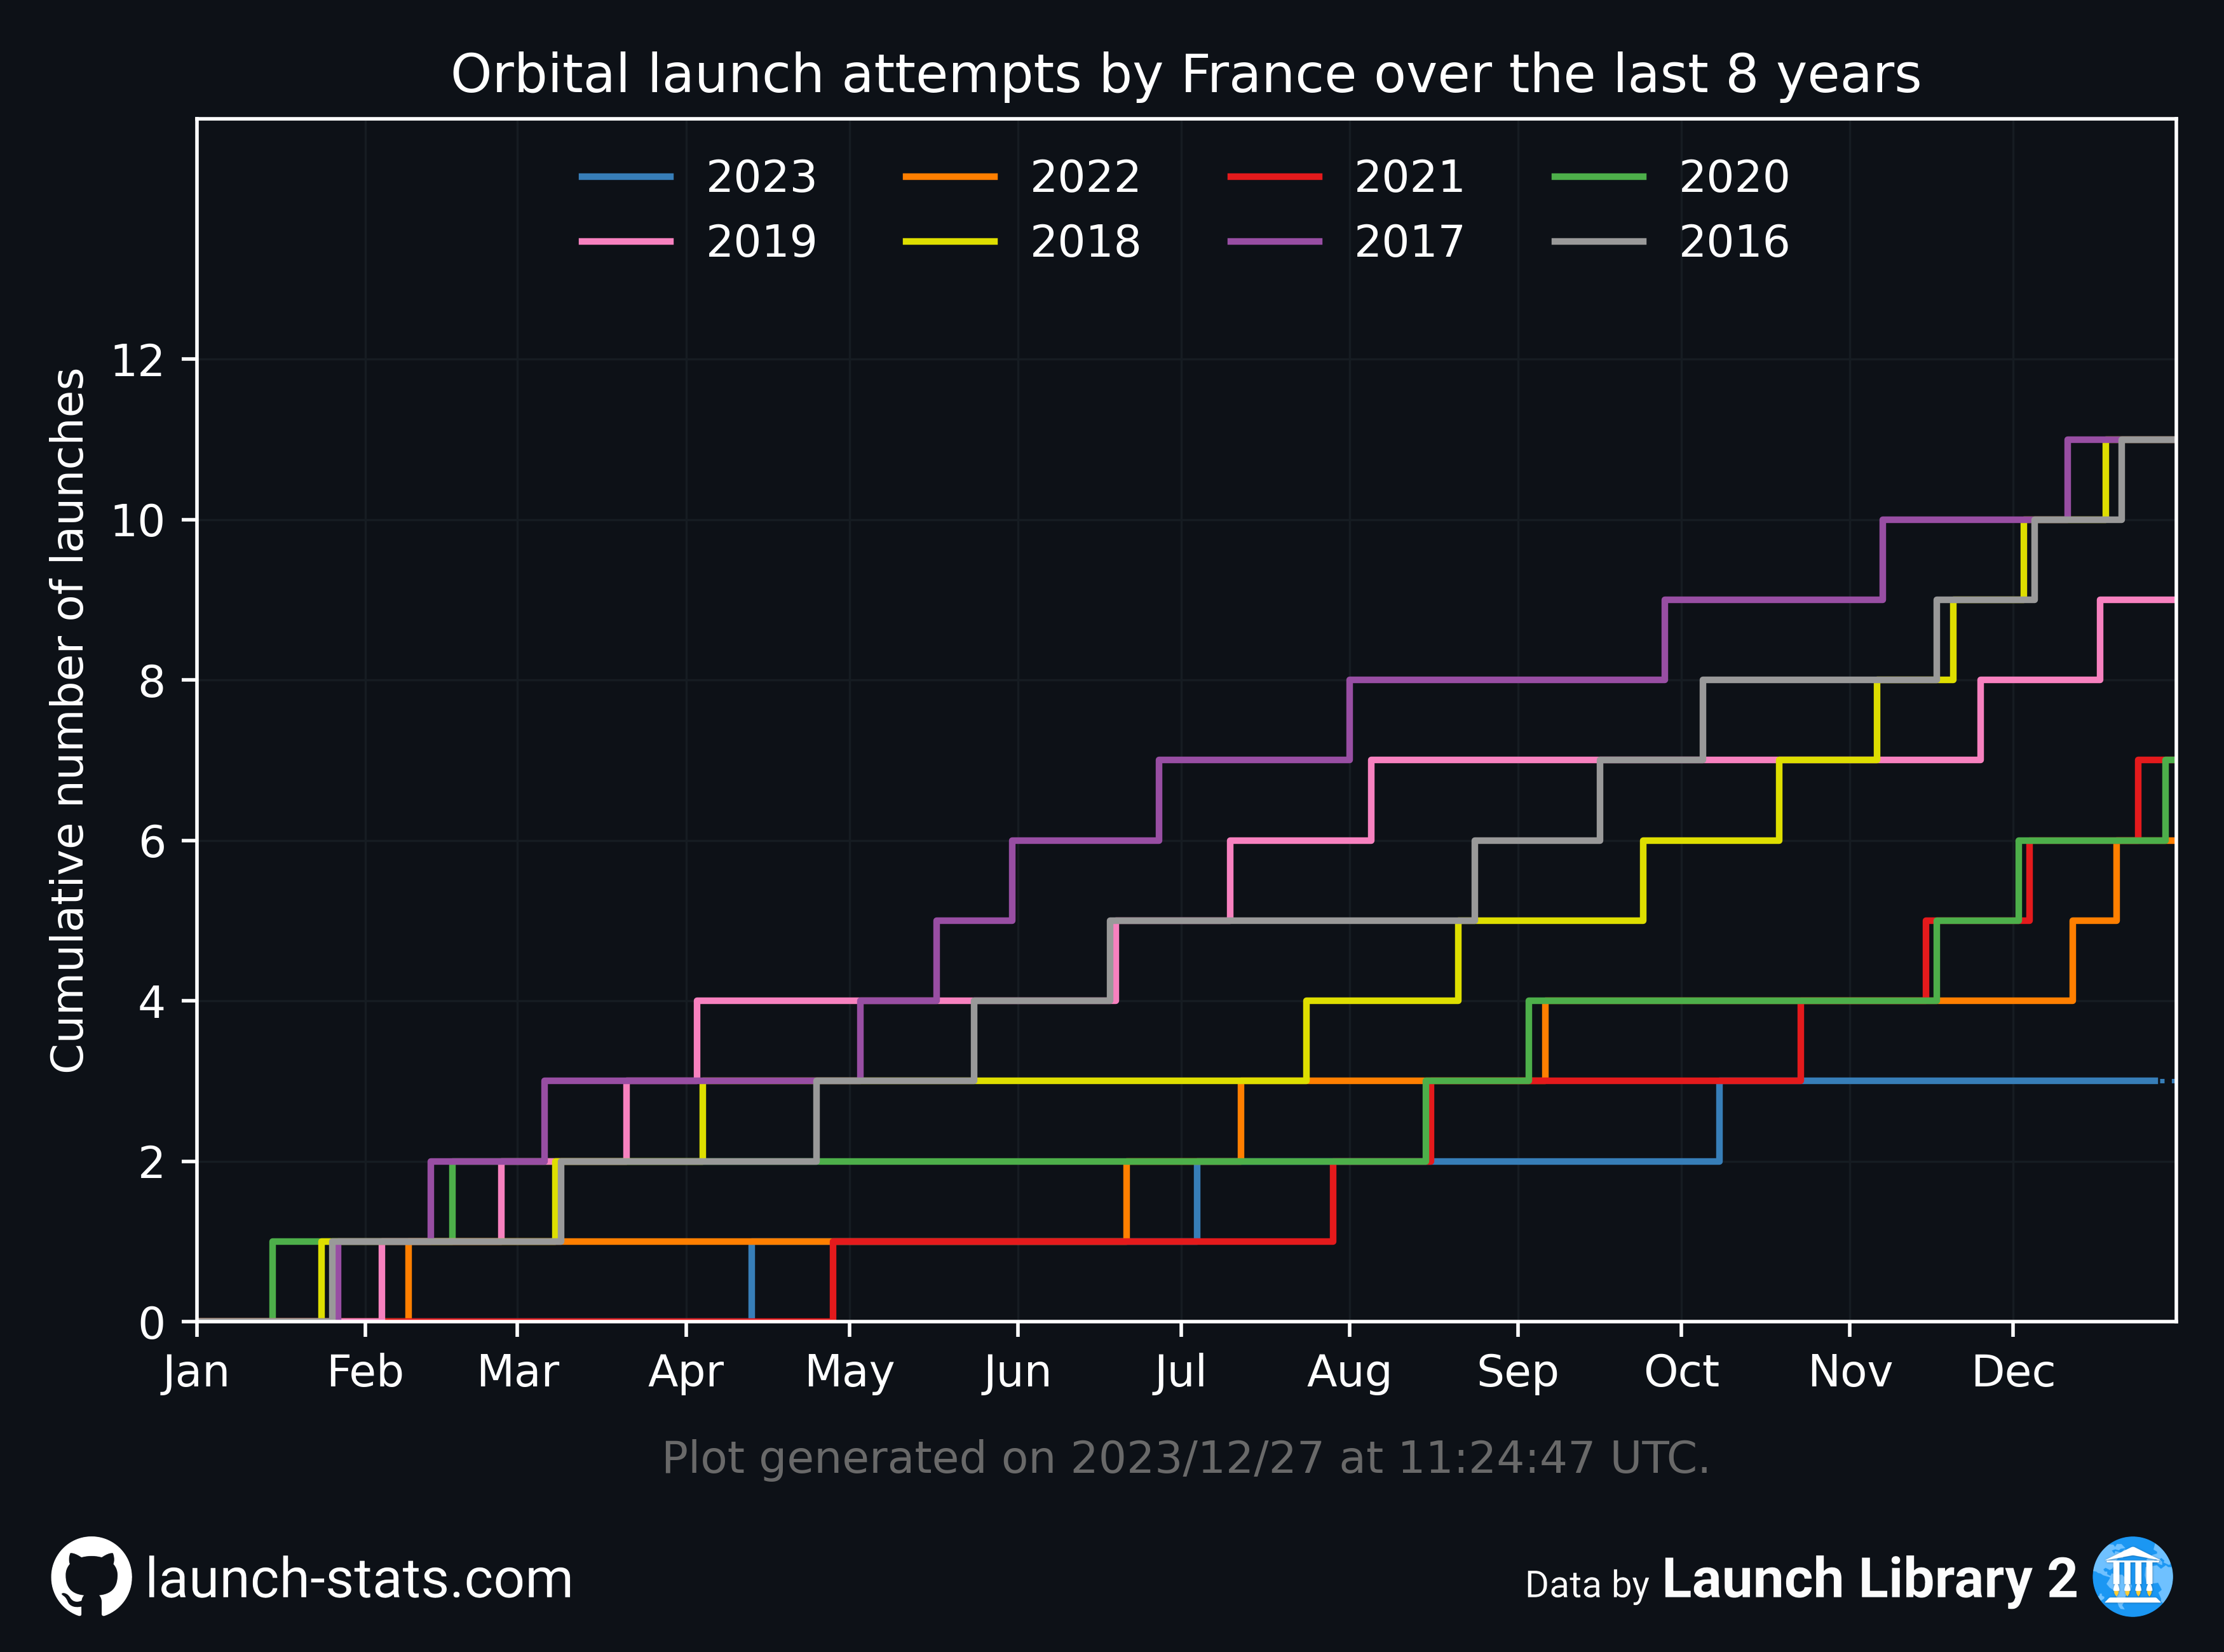 Orbital launch attempts by France over the last 8 years
2023 2022 2021 2020
2019 2018 2017 2016
Cumulative number of launches
12
10
8
6
4
2
0
Jan Feb Mar Apr May Jun Jul Aug Sep Oct Nov Dec
Plot generated on 2023/12/27 at 11:24:47 UTC.
launch-stats.com
Data by Launch Library 2